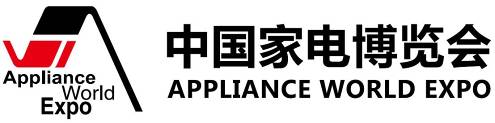 Appliance
World
Expo
中国家电博览会
APPLIANCE WORLD EXPO